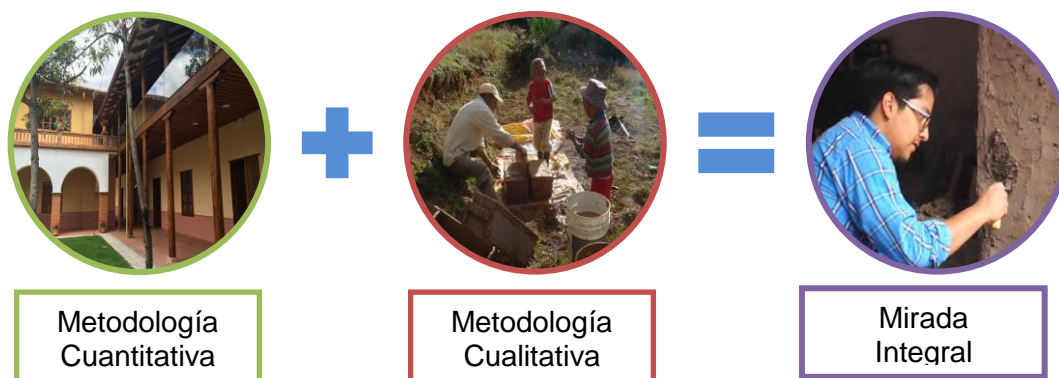 Metodología
Cuantitativa
Metodología
Cualitativa
Mirada
Integral